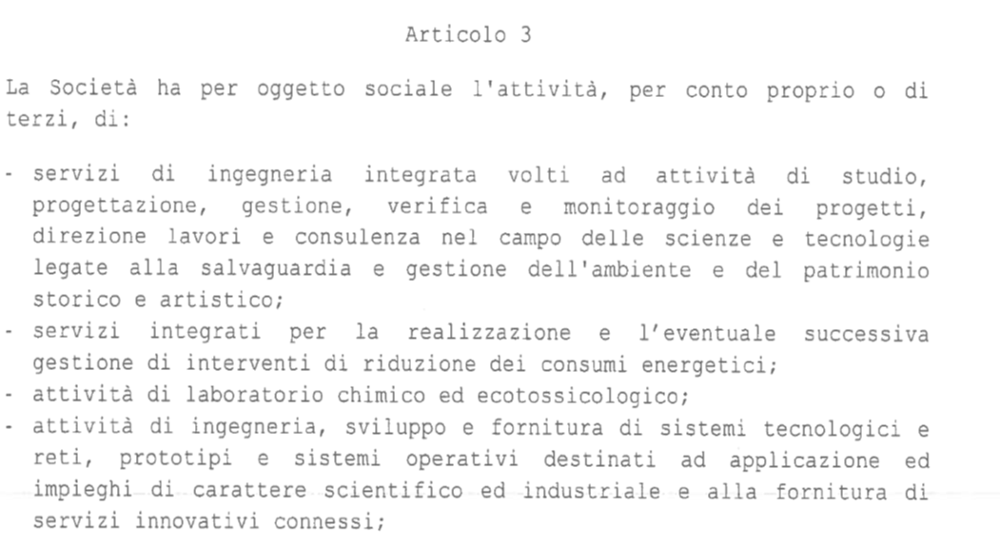 Articolo 3
La Società ha per oggetto sociale l'attività, per conto proprio o di
terzi, di:
- servizi di ingegneria integrata volti ad attività di studio,
progettazione, gestione, verifica e monitoraggio dei progetti,
direzione lavori e consulenza nel campo delle scienze e tecnologie
legate alla salvaguardia e gestione dell'ambiente e del patrimonio
storico e artistico;
- servizi integrati per la realizzazione e l’eventuale successiva
gestione di interventi di riduzione dei consumi energetici;
- attività di laboratorio chimico ed ecotossicologico;
- attività di ingegneria, sviluppo e fornitura di sistemi tecnologici e
reti, prototipi e sistemi operativi destinati ad applicazione ed
impieghi di carattere scientifico ed industriale e alla fornitura di
servizi innovativi connessi;